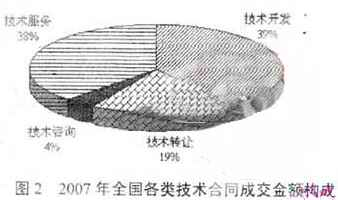 技术服务
38%
技术开发
39%
技术咨询
4%
技术转让
19%
图2 2007年全国各类技术合同成交金额构成